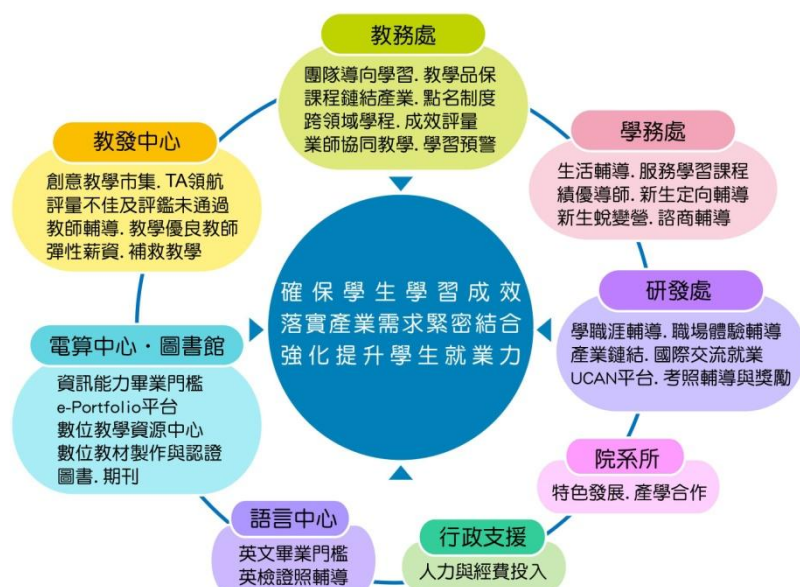 教務處
團隊導向學習. 教學品保
課程鏈結產業. 點名制度
跨領域學程. 成效評量
業師協同教學. 學習預警
教發中心
創意教學市集. TA領航
評量不佳及評鑑未通過
教師輔導. 教學優良教師
彈性薪資. 補救教學
學務處
生活輔導. 服務學習課程
績優導師. 新生定向輔導
新生蛻變營. 諮商輔導
確保學生學習成效
落實產業需求緊密結合
強化提升學生就業力
研發處
學職涯輔導. 職場體驗輔導
產業鏈結. 國際交流就業
UCAN平台. 考照輔導與獎勵
電算中心・圖書館
資訊能力畢業門檻
e-Portfolio平台
數位教學資源中心
數位教材製作與認證
圖書. 期刊
院系所
特色發展. 產學合作
語言中心
英文畢業門檻
英檢證照輔導
行政支援
人力與經費投入